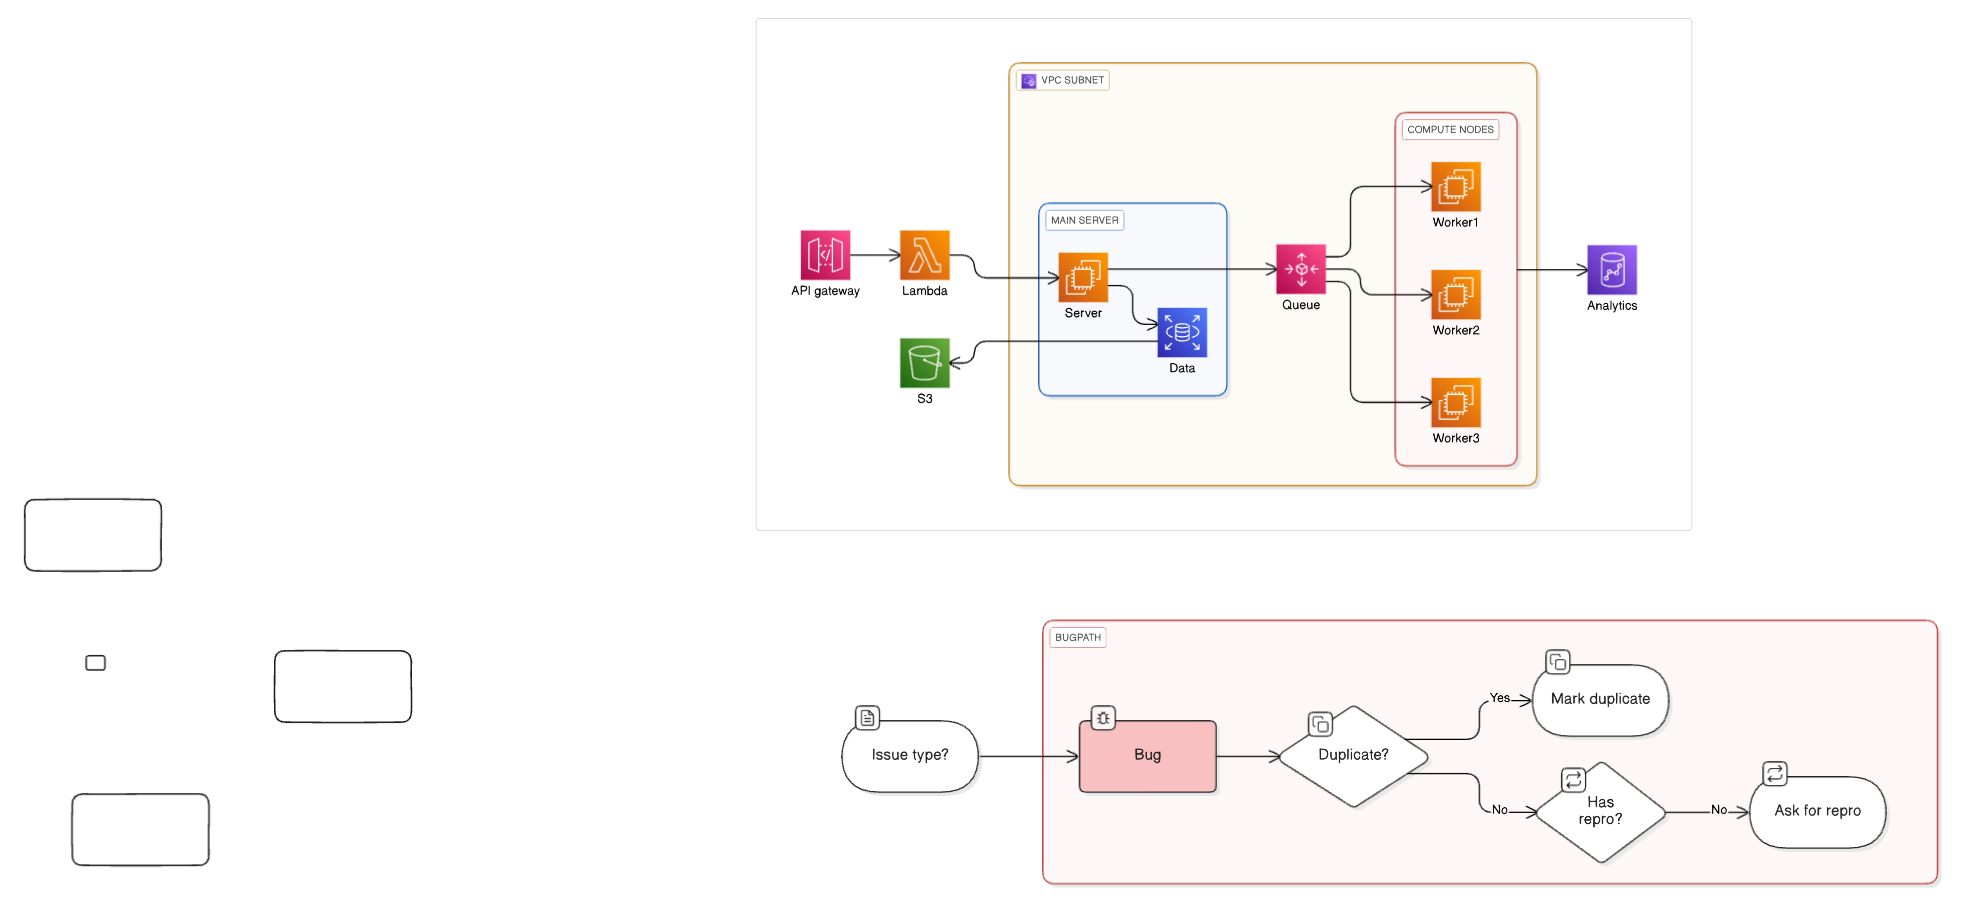 VPC SUBNET
COMPUTE NODES
Worker1
MAIN SERVER
API gateway
Lambda
Server
Queue
Worker2
Analytics
Data
S3
Worker3
BUGPATH
Issue type?
Bug
Duplicate?
Yes
Mark duplicate
No
Has
repro?
No
Ask for repro